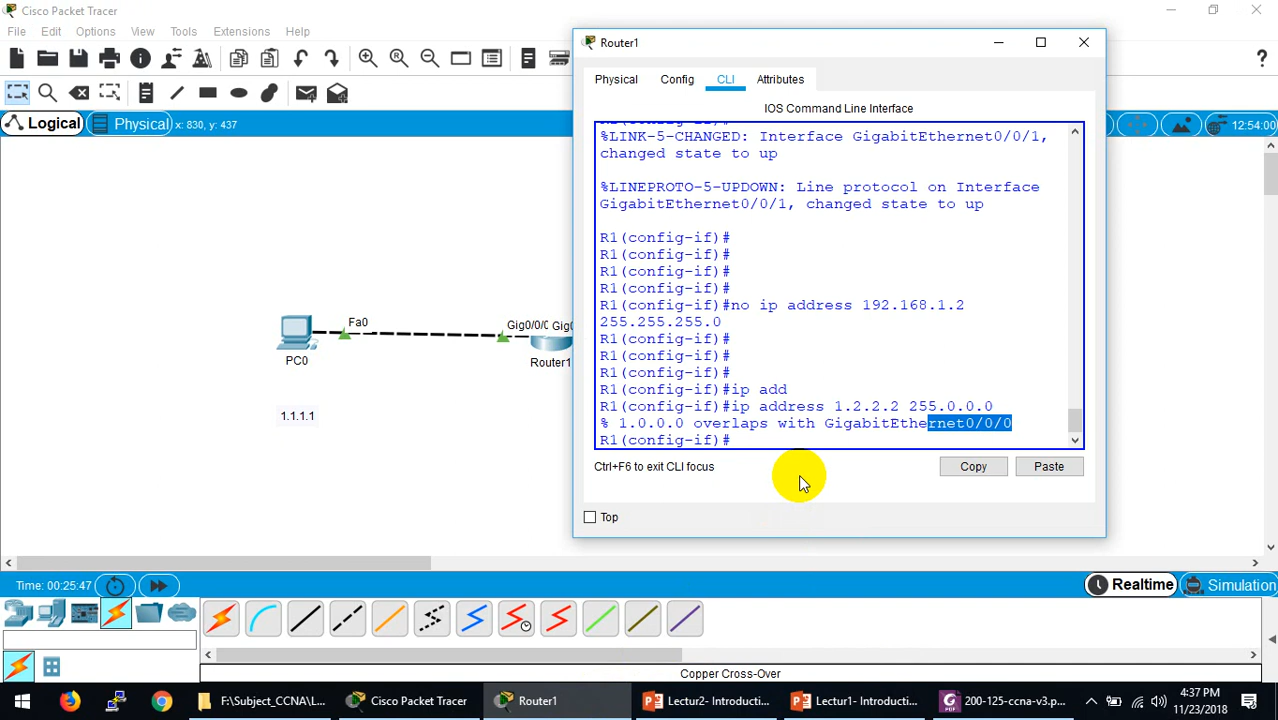 Cisco Packet Tracer
File Edit Options View Tools Extensions Help
Logical Physical x: 830, y: 437
12:54:00
Fa0
Gig0/0/0 Gig0
PC0
Router1
1.1.1.1
Router1
Physical Config CLI Attributes
IOS Command Line Interface
R1(config-if)#
%LINK-5-CHANGED: Interface GigabitEthernet0/0/1,
changed state to up
%LINEPROTO-5-UPDOWN: Line protocol on Interface
GigabitEthernet0/0/1, changed state to up
R1(config-if)#
R1(config-if)#
R1(config-if)#
R1(config-if)#
R1(config-if)#no ip address 192.168.1.2
255.255.255.0
R1(config-if)#
R1(config-if)#
R1(config-if)#
R1(config-if)#ip add
R1(config-if)#ip address 1.2.2.2 255.0.0.0
% 1.0.0.0 overlaps with GigabitEthernet0/0/0
R1(config-if)#
Ctrl+F6 to exit CLI focus
Copy Paste
Top
Time: 00:25:47
Realtime Simulation
Copper Cross-Over
F:\Subject_CCNA\L... Cisco Packet Tracer Router1 Lectur2- Introducti... Lectur1- Introducti... 200-125-ccna-v3.p...
4:37 PM
11/23/2018